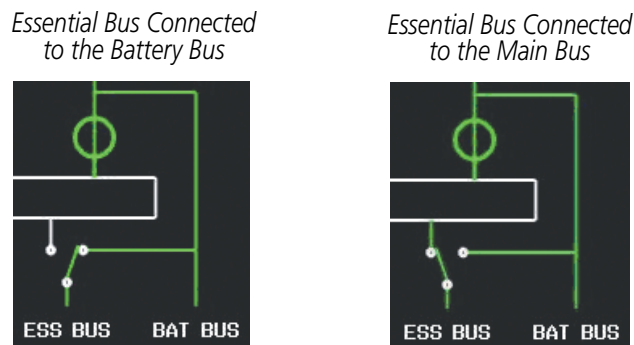 Essential Bus Connected
to the Battery Bus
Essential Bus Connected
to the Main Bus
ESS BUS BAT BUS
ESS BUS BAT BUS